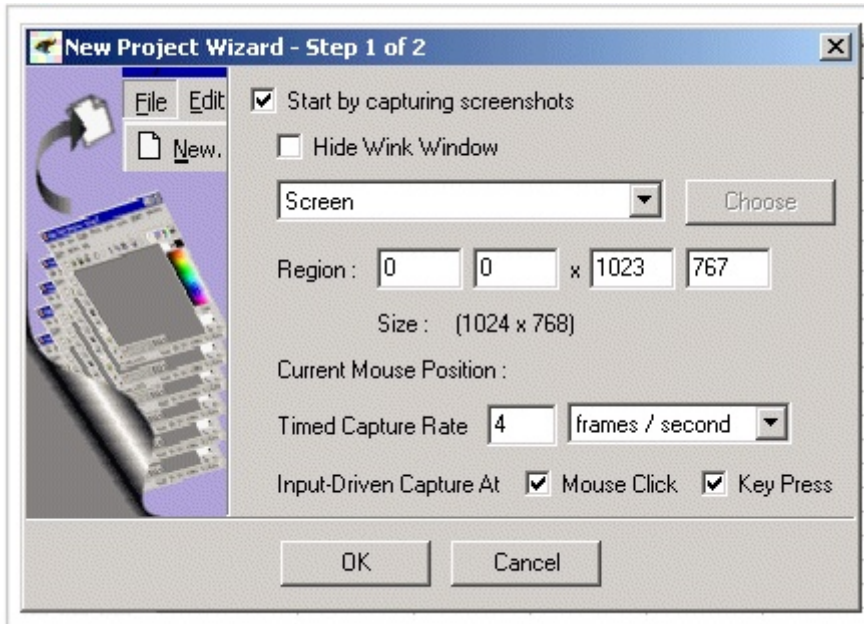 New Project Wizard - Step 1 of 2
File Edit
New.
Start by capturing screenshots
Hide Wink Window
Screen Choose
Region : 0 0 x 1023 767
Size : (1024 x 768)
Current Mouse Position :
Timed Capture Rate 4 frames / second
Input-Driven Capture At Mouse Click Key Press
OK Cancel